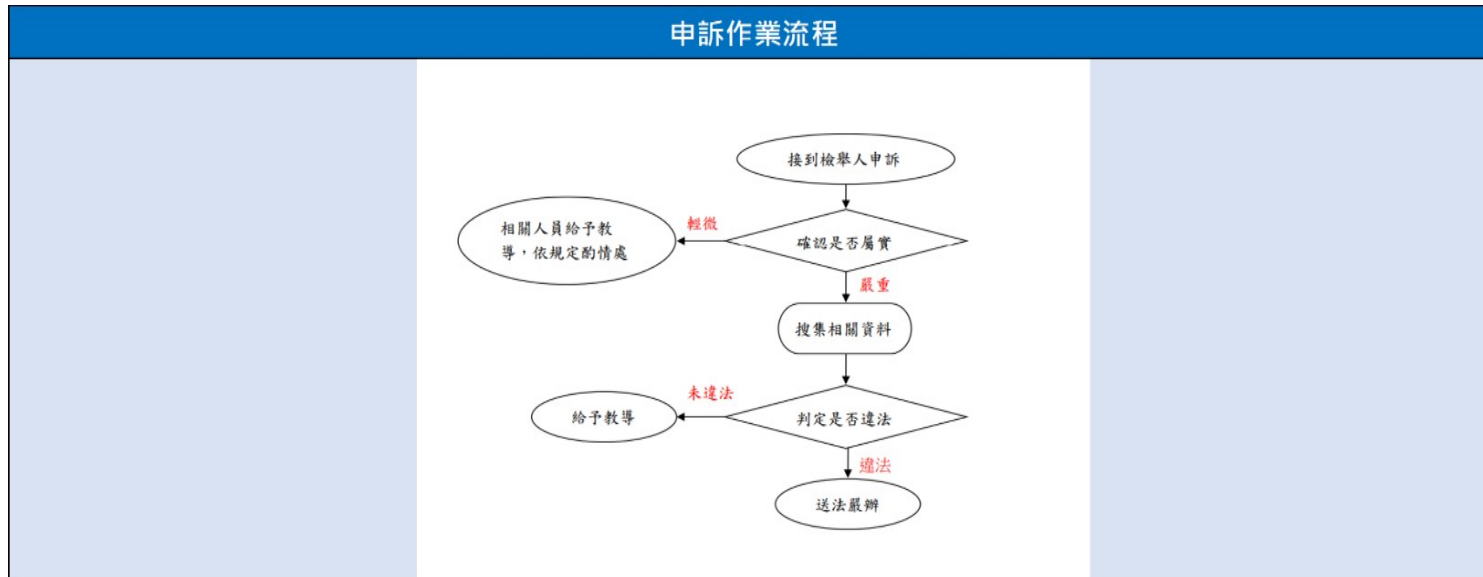 申訴作業流程
接到檢舉人申訴
輕微
相關人員給予教
導，依規定酌情處
確認是否屬實
嚴重
搜集相關資料
未違法
給予教導
判定是否違法
違法
送法嚴辦